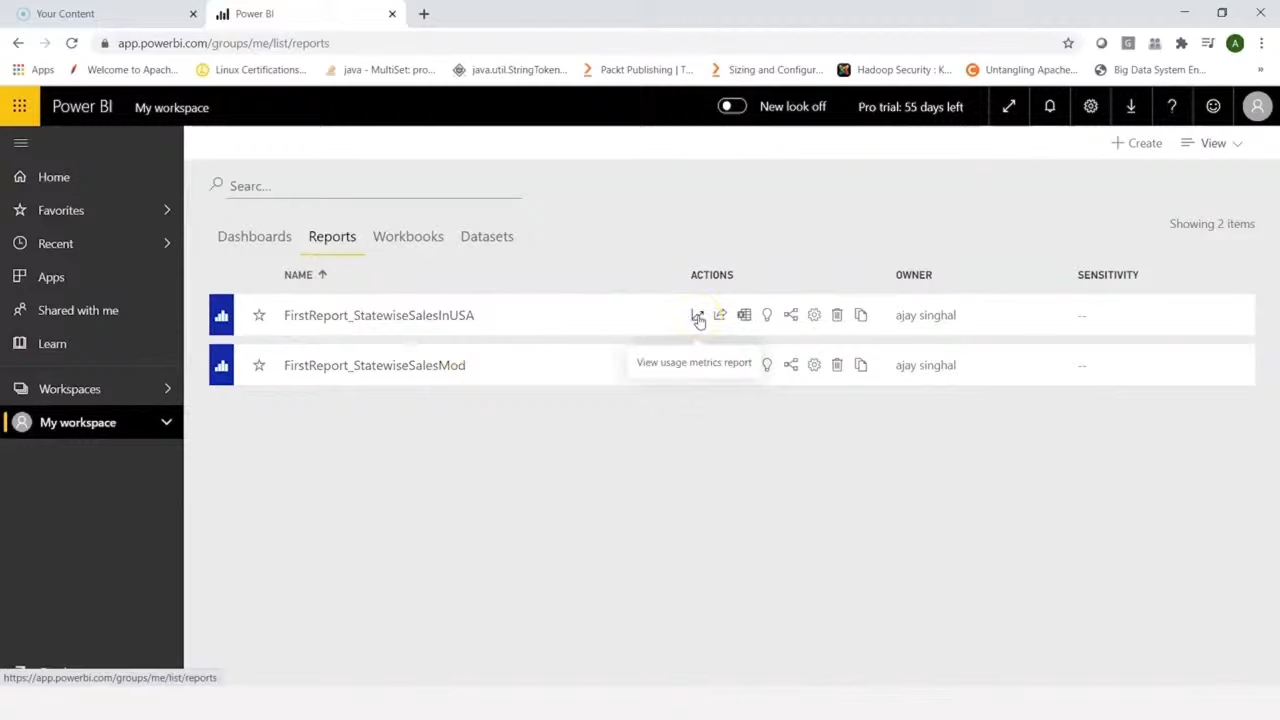 Your Content
Power BI
app.powerbi.com/groups/me/list/reports
G
A
Apps
Welcome to Apach...
Linux Certifications...
java - MultiSet: pro...
java.util.StringToken...
Packt Publishing | T...
Sizing and Configur...
Hadoop Security : K...
Untangling Apache...
Big Data System En...
»
Power BI
My workspace
New look off
Pro trial: 55 days left
?
Create
View
Home
Favorites
Recent
Apps
Shared with me
Learn
Workspaces
My workspace
Searc...
Showing 2 items
Dashboards
Reports
Workbooks
Datasets
NAME
ACTIONS
OWNER
SENSITIVITY
FirstReport_StatewiseSalesInUSA
ajay singhal
--
FirstReport_StatewiseSalesMod
View usage metrics report
ajay singhal
--
https://app.powerbi.com/groups/me/list/reports